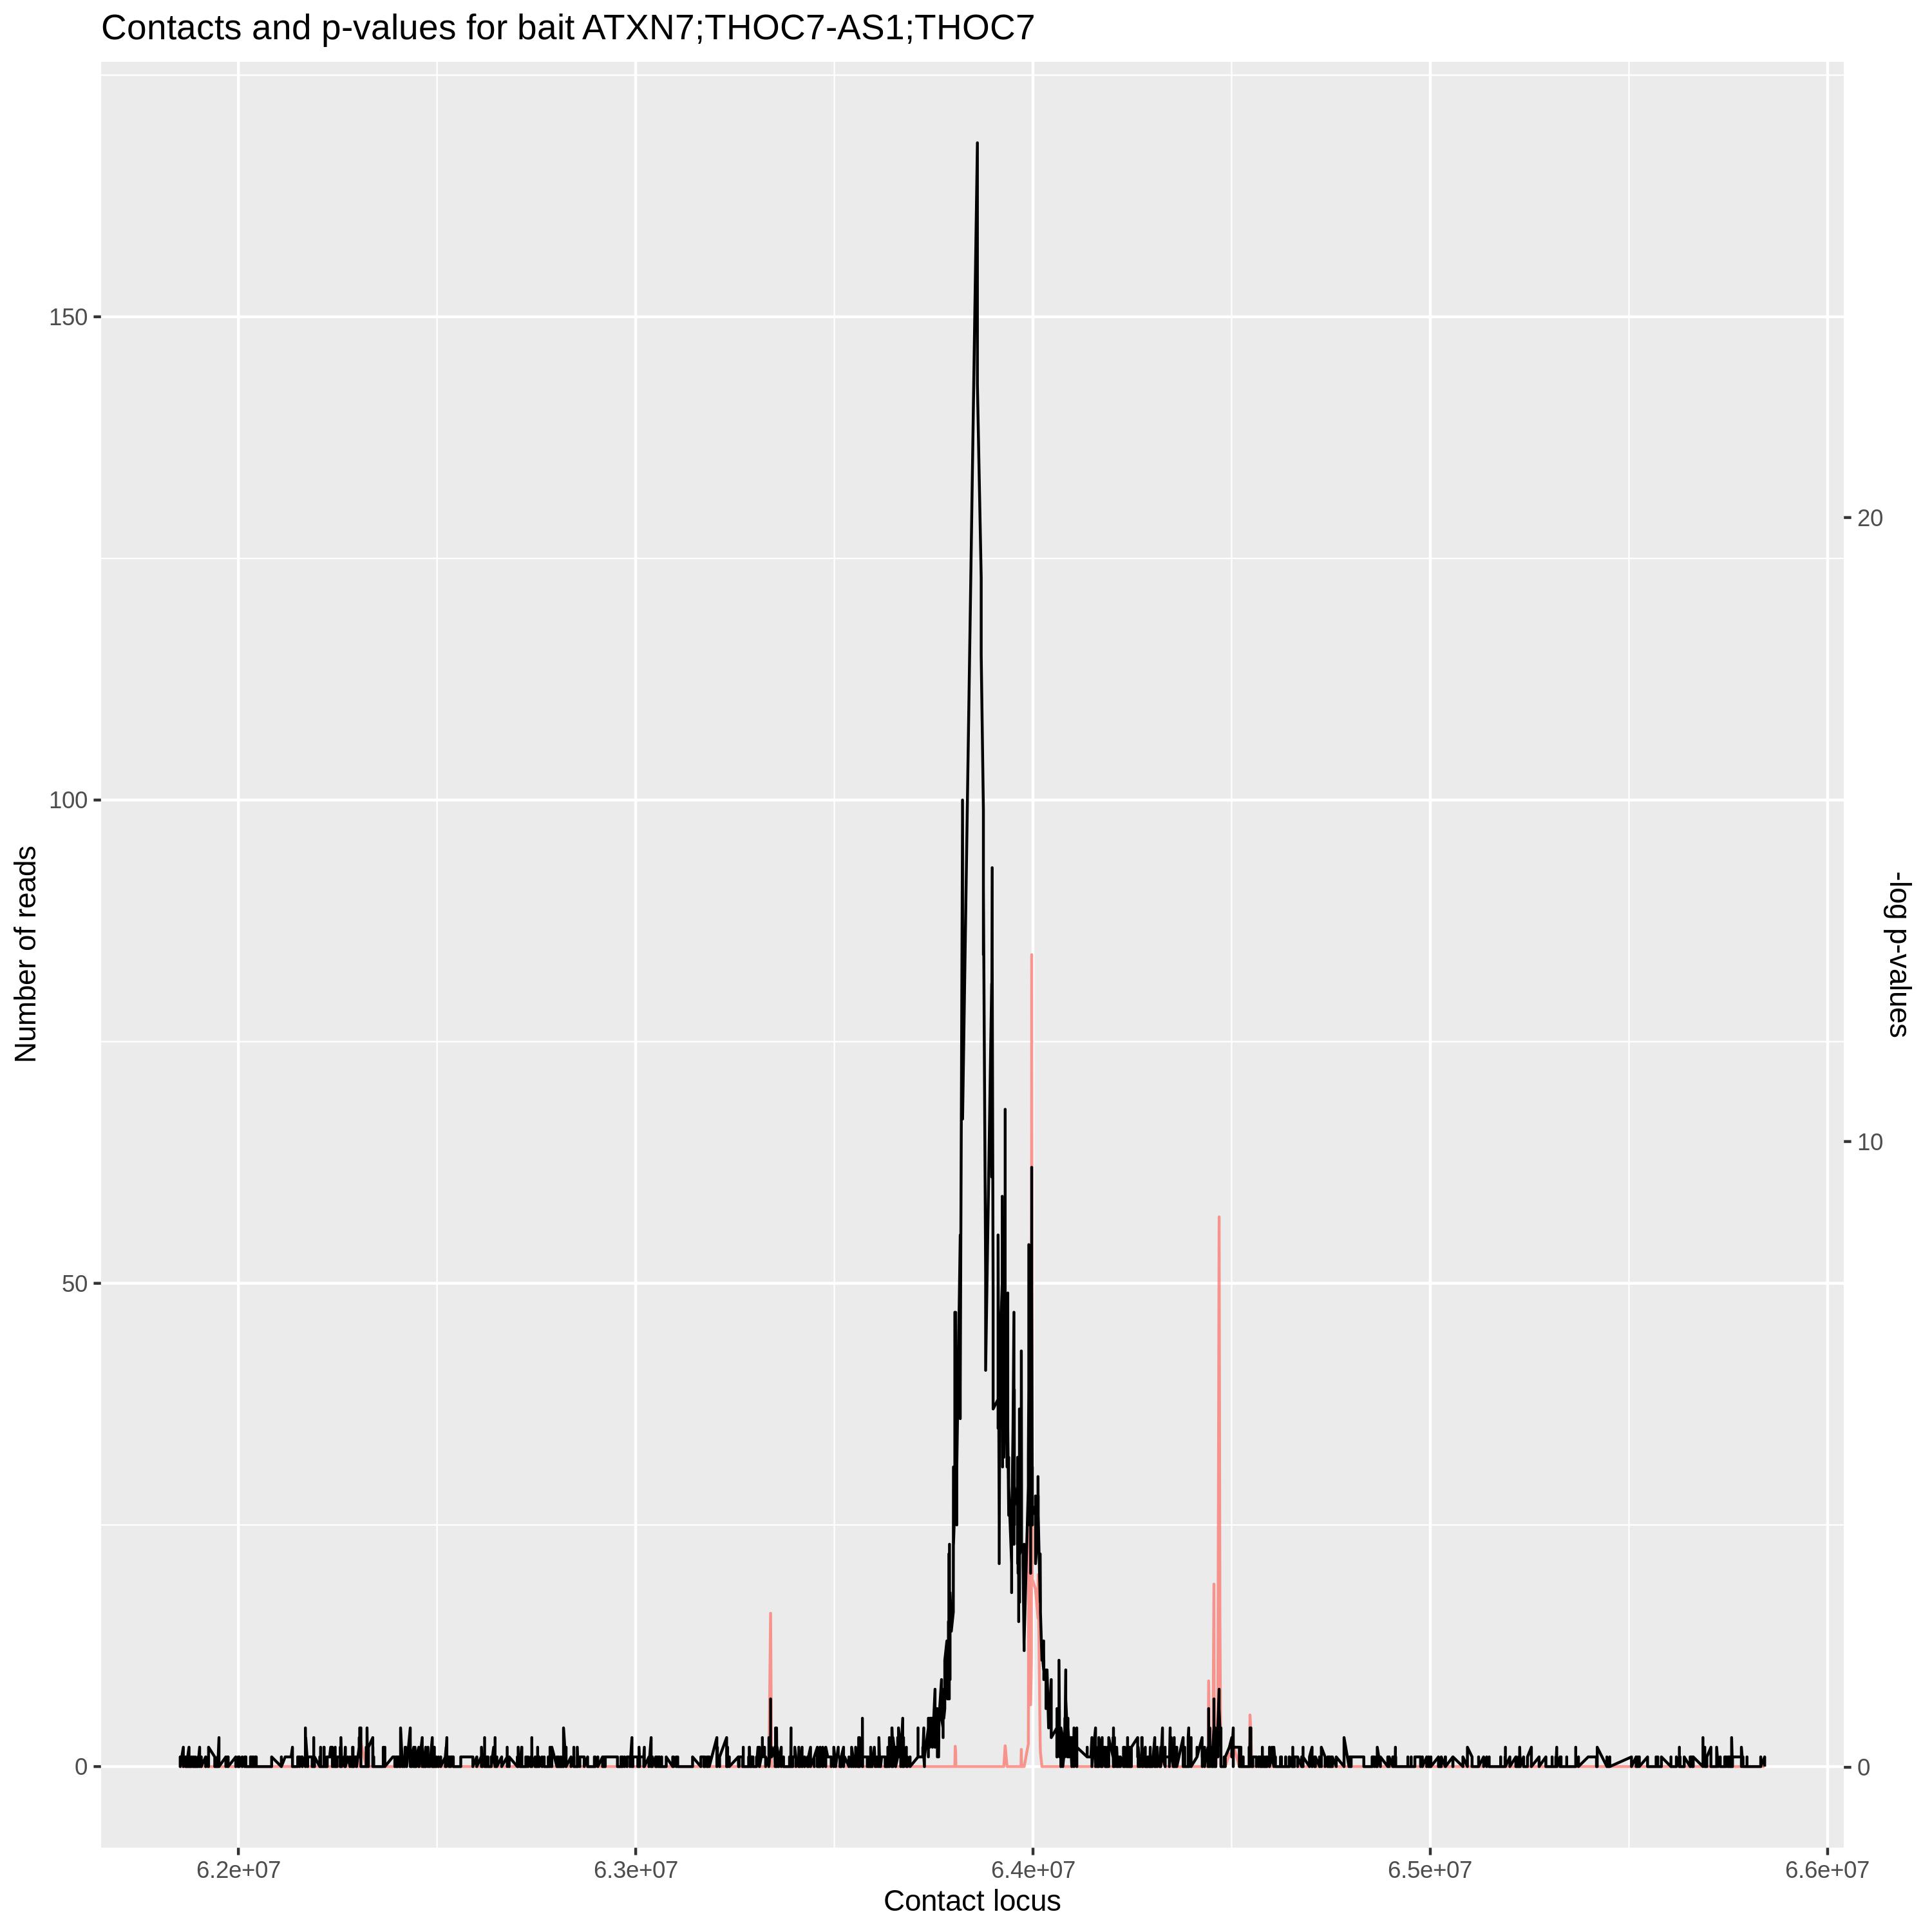 Contacts and p-values for bait ATXN7;THOC7-AS1;THOC7
150
100
50
0
Number of reads
20
10
0
-log p-values
6.2e+07
6.3e+07
6.4e+07
6.5e+07
6.6e+07
Contact locus